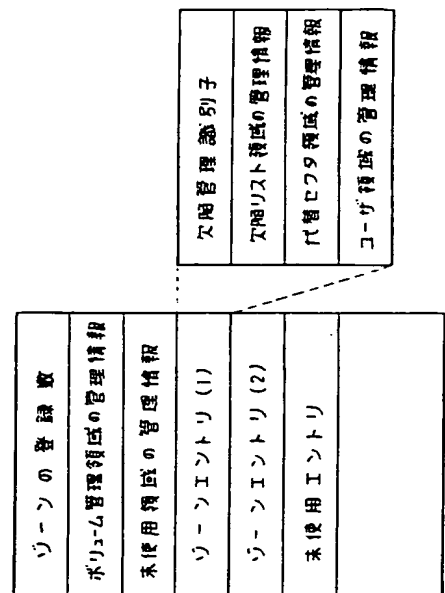 ゾーンの登録数
ボリューム管理領域の管理情報
未使用領域の管理情報
ゾーンエントリ(1)
ゾーンエントリ(2)
未使用エントリ
欠陥管理識別子
欠陥リスト領域の管理情報
代替セクタ領域の管理情報
ユーザ領域の管理情報